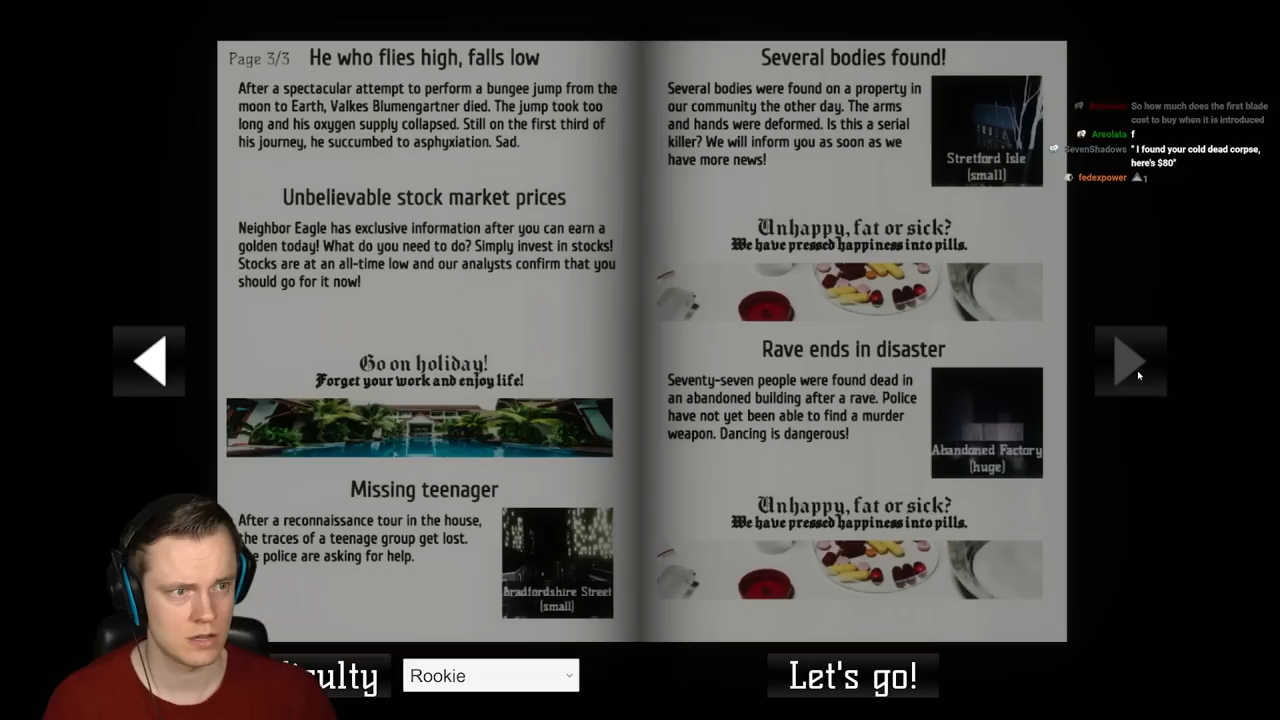 Page 3/3
He who flies high, falls low
After a spectacular attempt to perform a bungee jump from the
moon to Earth, Valkes Blumengartner died. The jump took too
long and his oxygen supply collapsed. Still on the first third of
his journey, he succumbed to asphyxiation. Sad.
Unbelievable stock market prices
Neighbor Eagle has exclusive information after you can earn a
golden today! What do you need to do? Simply invest in stocks!
Stocks are at an all-time low and our analysts confirm that you
should go for it now!
Go on holiday!
Forget your work and enjoy life!
Missing teenager
After a reconnaissance tour in the house,
the traces of a teenage group get lost.
police are asking for help.
Bradfordshire Street
(small)
Several bodies found!
Several bodies were found on a property in
our community the other day. The arms
and hands were deformed. Is this a serial
killer? We will inform you as soon as we
have more news!
Stretford Isle
(small)
Unhappy, fat or sick?
We have pressed happiness into pills.
Rave ends in disaster
Seventy-seven people were found dead in
an abandoned building after a rave. Police
have not yet been able to find a murder
weapon. Dancing is dangerous!
Abandoned Factory
(huge)
Unhappy, fat or sick?
We have pressed happiness into pills.
culty
Rookie
Let's go!
So how much does the first blade
cost to buy when it is introduced
Areolata f
SevenShadows " I found your cold dead corpse,
here's $80"
fedexpower 1